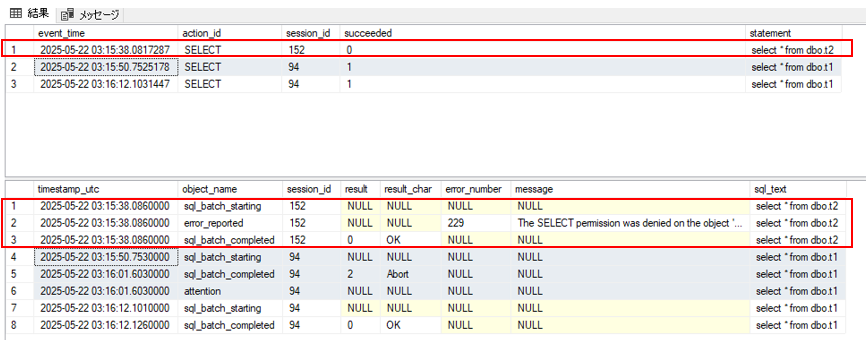 結果 メッセージ
event_time action_id session_id succeeded statement
1 2025-05-22 03:15:38.0817287 SELECT 152 0 select * from dbo.t2
2 2025-05-22 03:15:50.7525178 SELECT 94 1 select * from dbo.t1
3 2025-05-22 03:16:12.1031447 SELECT 94 1 select * from dbo.t1
timestamp_utc object_name session_id result result_char error_number message sql_text
1 2025-05-22 03:15:38.0860000 sql_batch_starting 152 NULL NULL NULL NULL select * from dbo.t2
2 2025-05-22 03:15:38.0860000 error_reported 152 NULL NULL 229 The SELECT permission was denied on the object '... select * from dbo.t2
3 2025-05-22 03:15:38.0860000 sql_batch_completed 152 0 OK NULL NULL select * from dbo.t2
4 2025-05-22 03:15:50.7530000 sql_batch_starting 94 NULL NULL NULL NULL select * from dbo.t1
5 2025-05-22 03:16:01.6030000 sql_batch_completed 94 2 Abort NULL NULL select * from dbo.t1
6 2025-05-22 03:16:01.6030000 attention 94 NULL NULL NULL NULL select * from dbo.t1
7 2025-05-22 03:16:12.1010000 sql_batch_starting 94 NULL NULL NULL NULL select * from dbo.t1
8 2025-05-22 03:16:12.1260000 sql_batch_completed 94 0 OK NULL NULL select * from dbo.t1